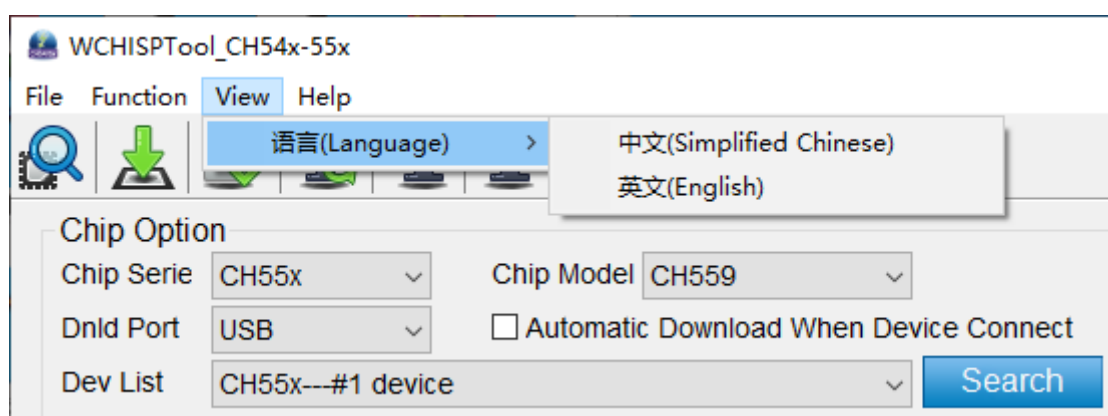 WCHISPTool_CH54x-55x
File Function View Help
语言(Language) > 中文(Simplified Chinese)
英文(English)
Chip Option
Chip Serie CH55x Chip Model CH559
Dnld Port USB Automatic Download When Device Connect
Dev List CH55x---#1 device Search